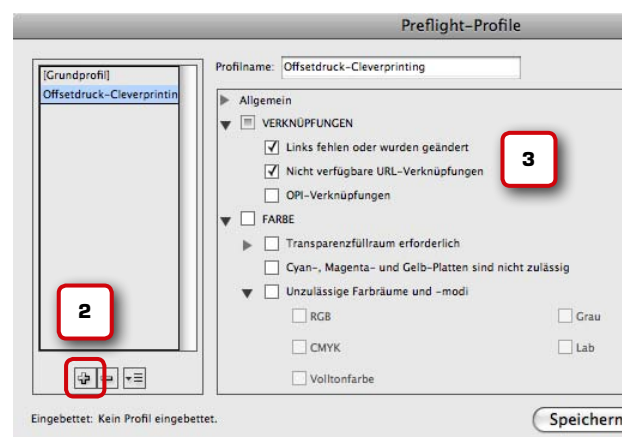 Preflight-Profile
[Grundprofil]
Offsetdruck-Cleverprintin
Profilname: Offsetdruck-Cleverprinting
Allgemein
VERKNÜPFUNGEN
Links fehlen oder wurden geändert
Nicht verfügbare URL-Verknüpfungen
OPI-Verknüpfungen
3
FARBE
Transparenzfüllraum erforderlich
Cyan-, Magenta- und Gelb-Platten sind nicht zulässig
Unzulässige Farbräume und -modi
RGB Grau
CMYK Lab
Volltonfarbe
2
Eingebettet: Kein Profil eingebettet.
Speichern